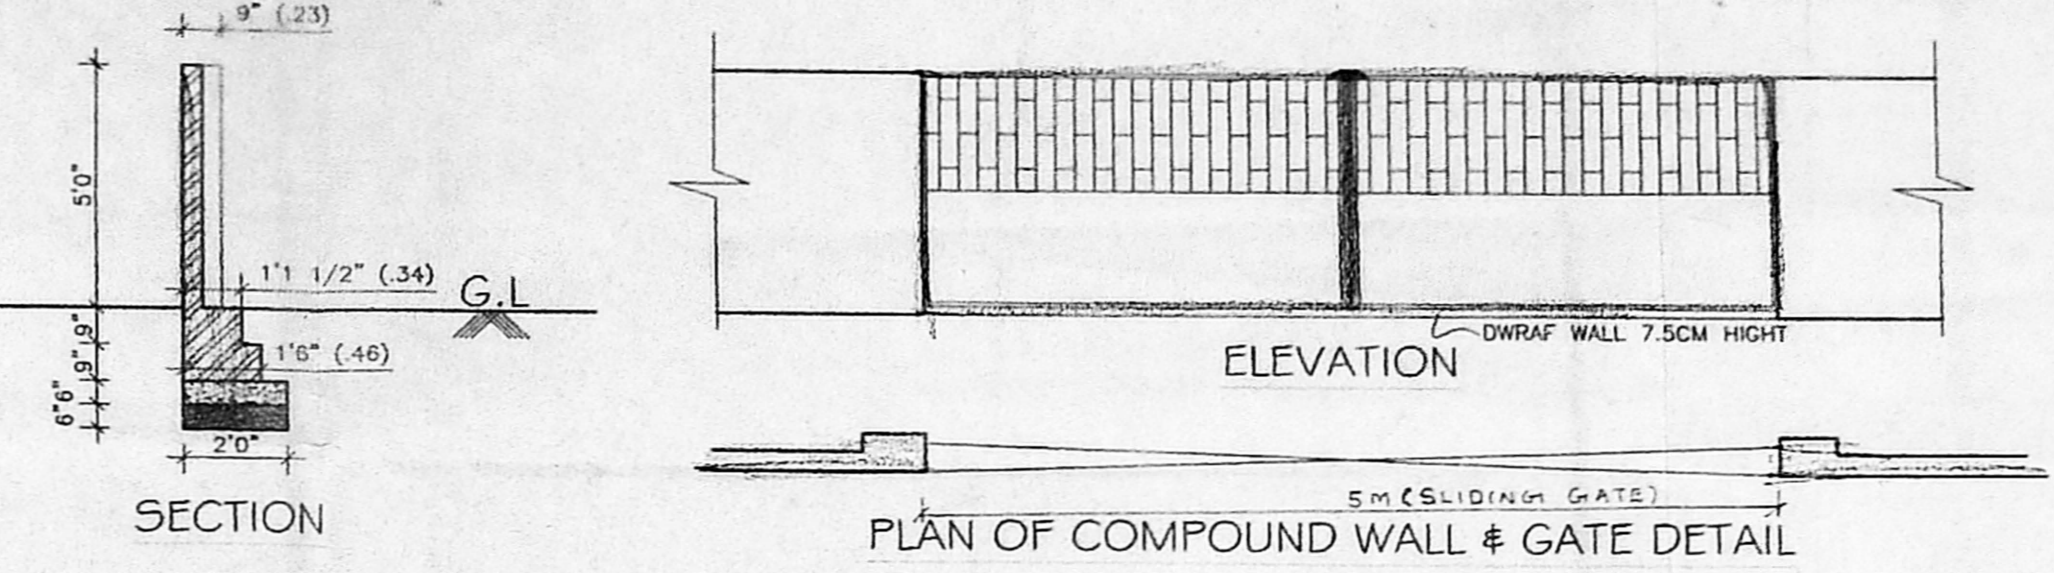 9" (.23)
5'0"
1'1 1/2" (.34)
G.L
9"
9"
1'6" (.46)
6"6"
2'0"
SECTION
DWRAF WALL 7.5CM HIGHT
ELEVATION
5M (SLIDING GATE)
PLAN OF COMPOUND WALL & GATE DETAIL